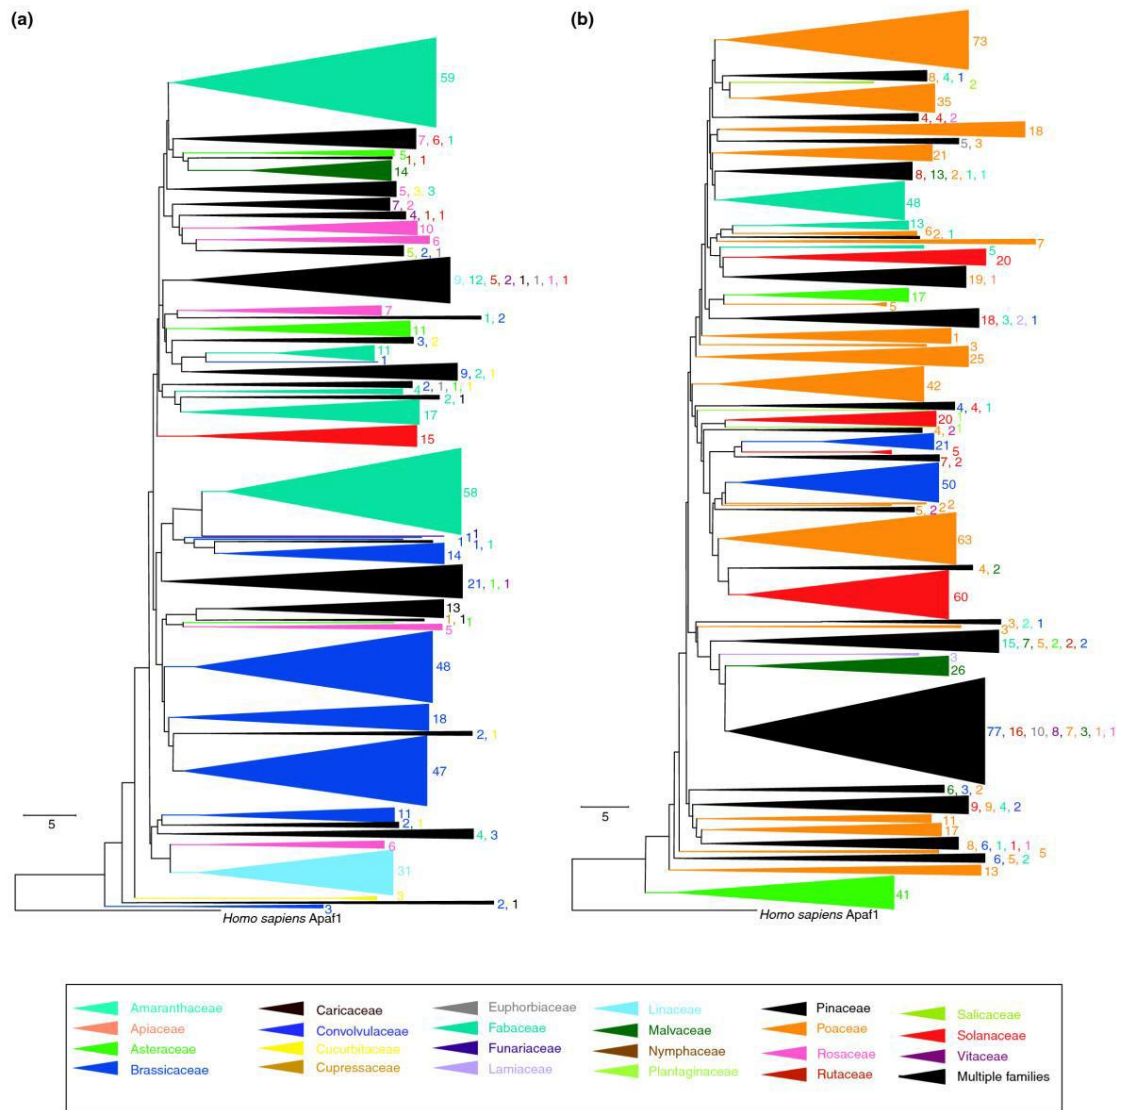 (a)
59
7, 6, 1
5
1, 1
14
5, 3, 3
7, 2
4, 1, 1
10
6
5, 2, 1
9, 12, 5, 2, 1, 1, 1, 1
7
1, 2
11
3, 2
11
1
9, 2, 1
2, 1, 1, 1
4
2, 1
17
15
58
1
1
1, 1
14
21, 1, 1
13
1, 1
1
5
48
18
2, 1
47
11
2, 1
4, 3
6
31
3
2, 1
3
5
Homo sapiens Apaf1
(b)
73
8, 4, 1
2
35
4, 4, 2
18
5, 3
21
8, 13, 2, 1, 1
48
13
6
2, 1
7
5
20
19, 1
17
5
18, 3, 2, 1
1
3
25
42
4, 4, 1
1
20
1
4, 2
21
5
7, 2
50
2
2
5, 2
63
4, 2
60
3, 2, 1
3
15, 7, 5, 2, 2, 2
3
26
77, 16, 10, 8, 7, 3, 1, 1
6, 3, 2
9, 9, 4, 2
11
17
8, 6, 1, 1, 1
5
6, 5, 2
13
41
5
Homo sapiens Apaf1
Amaranthaceae
Apiaceae
Asteraceae
Brassicaceae
Caricaceae
Convolvulaceae
Cucurbitaceae
Cupressaceae
Euphorbiaceae
Fabaceae
Funariaceae
Lamiaceae
Linaceae
Malvaceae
Nymphaceae
Plantaginaceae
Pinaceae
Poaceae
Rosaceae
Rutaceae
Salicaceae
Solanaceae
Vitaceae
Multiple families